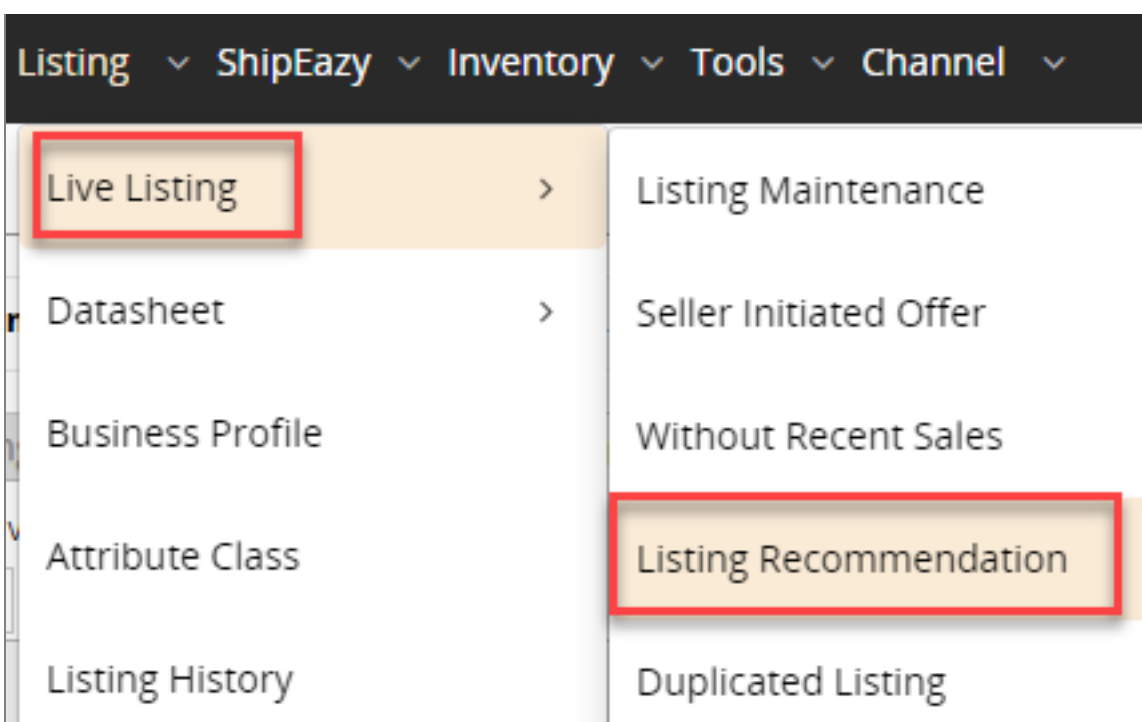 Listing ShipEazy Inventory Tools Channel
Live Listing
Datasheet
Business Profile
Attribute Class
Listing History
Listing Maintenance
Seller Initiated Offer
Without Recent Sales
Listing Recommendation
Duplicated Listing